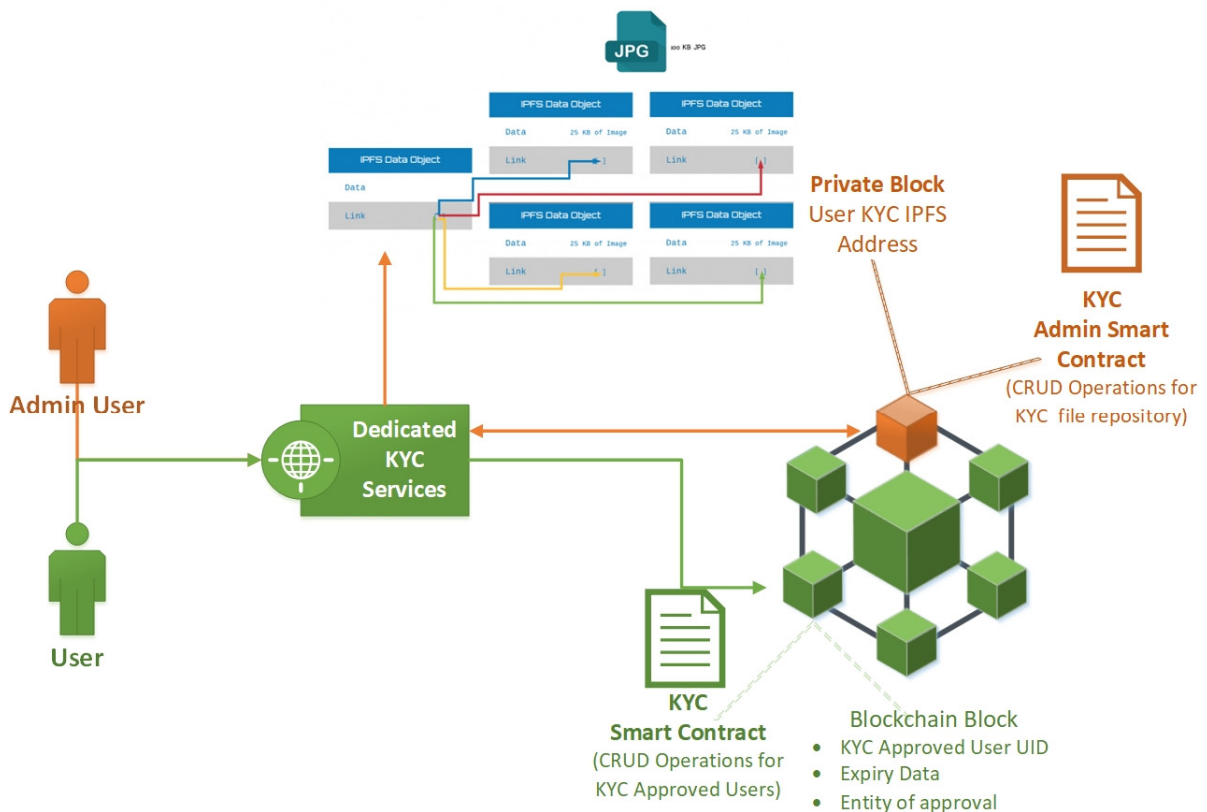 JPG
100 KB JPG
IPFS Data Object
Data 25 KB of Image
Link [ ]
IPFS Data Object
Data 25 KB of Image
Link [ ]
IPFS Data Object
Data
Link
IPFS Data Object
Data 25 KB of Image
Link [ ]
IPFS Data Object
Data 25 KB of Image
Link [ ]
Private Block
User KYC IPFS
Address
KYC
Admin Smart
Contract
(CRUD Operations for
KYC file repository)
Admin User
Dedicated
KYC
Services
User
KYC
Smart Contract
(CRUD Operations for
KYC Approved Users)
Blockchain Block
• KYC Approved User UID
• Expiry Data
• Entity of approval